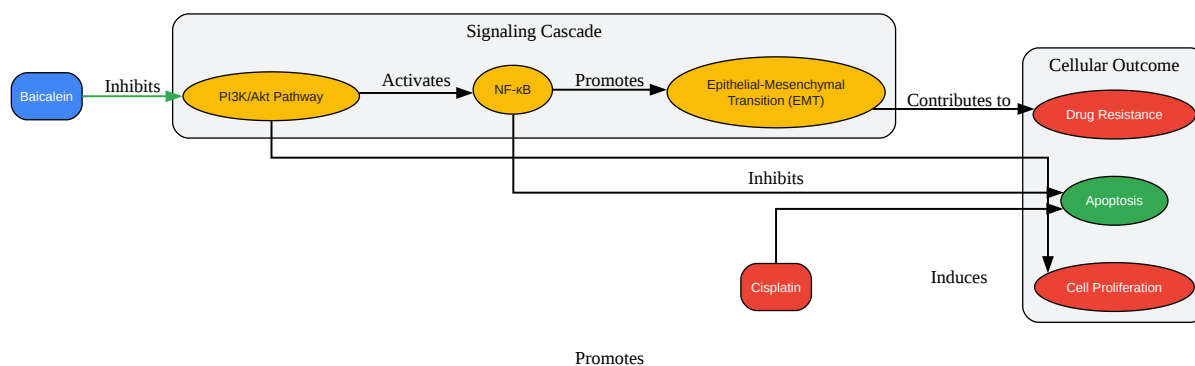 Signaling Cascade
Cellular Outcome
Baicalein
Inhibits
PI3K/Akt Pathway
Activates
NF-κB
Promotes
Epithelial-Mesenchymal
Transition (EMT)
Contributes to
Drug Resistance
Inhibits
Apoptosis
Cisplatin
Induces
Cell Proliferation
Promotes